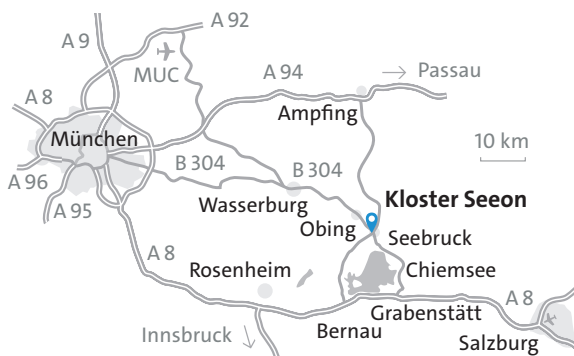 A 92
A 9
MUC
A 94
→ Passau
A 8
Ampfing
München
10 km
B 304
B 304
A 96
Wasserburg
Kloster Seeon
A 95
Obing
Seebruck
A 8
Rosenheim
Chiemsee
A 8
Grabenstätt
Innsbruck
Bernau
Salzburg